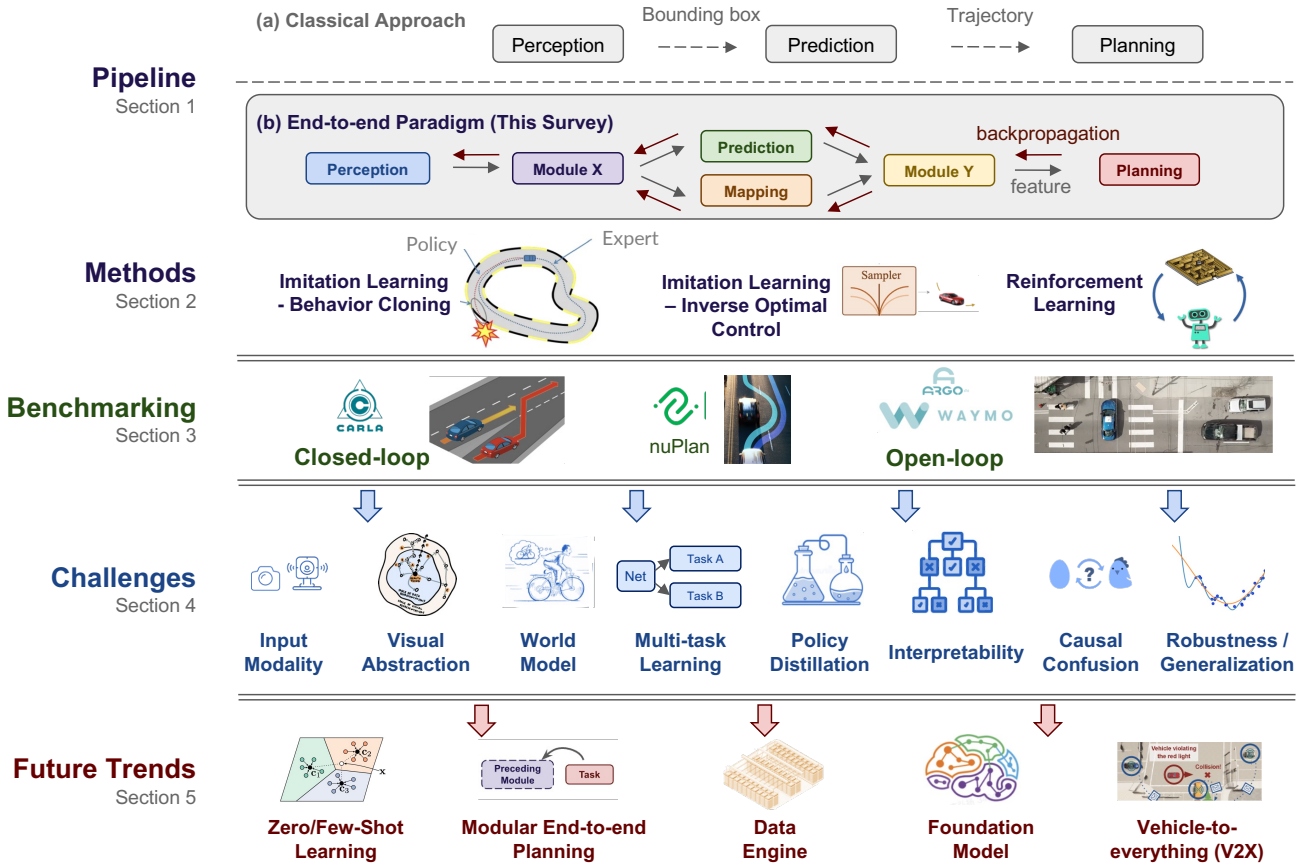 (a) Classical Approach
Bounding box
Trajectory
Perception
Prediction
Planning
Pipeline
Section 1
(b) End-to-end Paradigm (This Survey)
backpropagation
Perception
Module X
Prediction
Mapping
Module Y
feature
Planning
Methods
Section 2
Imitation Learning
- Behavior Cloning
Policy
Expert
Imitation Learning
– Inverse Optimal
Control
Sampler
Reinforcement
Learning
Benchmarking
Section 3
CARLA
Closed-loop
nuPlan
ARGO
WAYMO
Open-loop
Challenges
Section 4
Net
Task A
Task B
?
Input
Modality
Visual
Abstraction
World
Model
Multi-task
Learning
Policy
Distillation
Interpretability
Causal
Confusion
Robustness /
Generalization
Future Trends
Section 5
c1
c2
c3
x
Preceding
Module
Task
Vehicle violating
the red light
Collision!
Zero/Few-Shot
Learning
Modular End-to-end
Planning
Data
Engine
Foundation
Model
Vehicle-to-
everything (V2X)